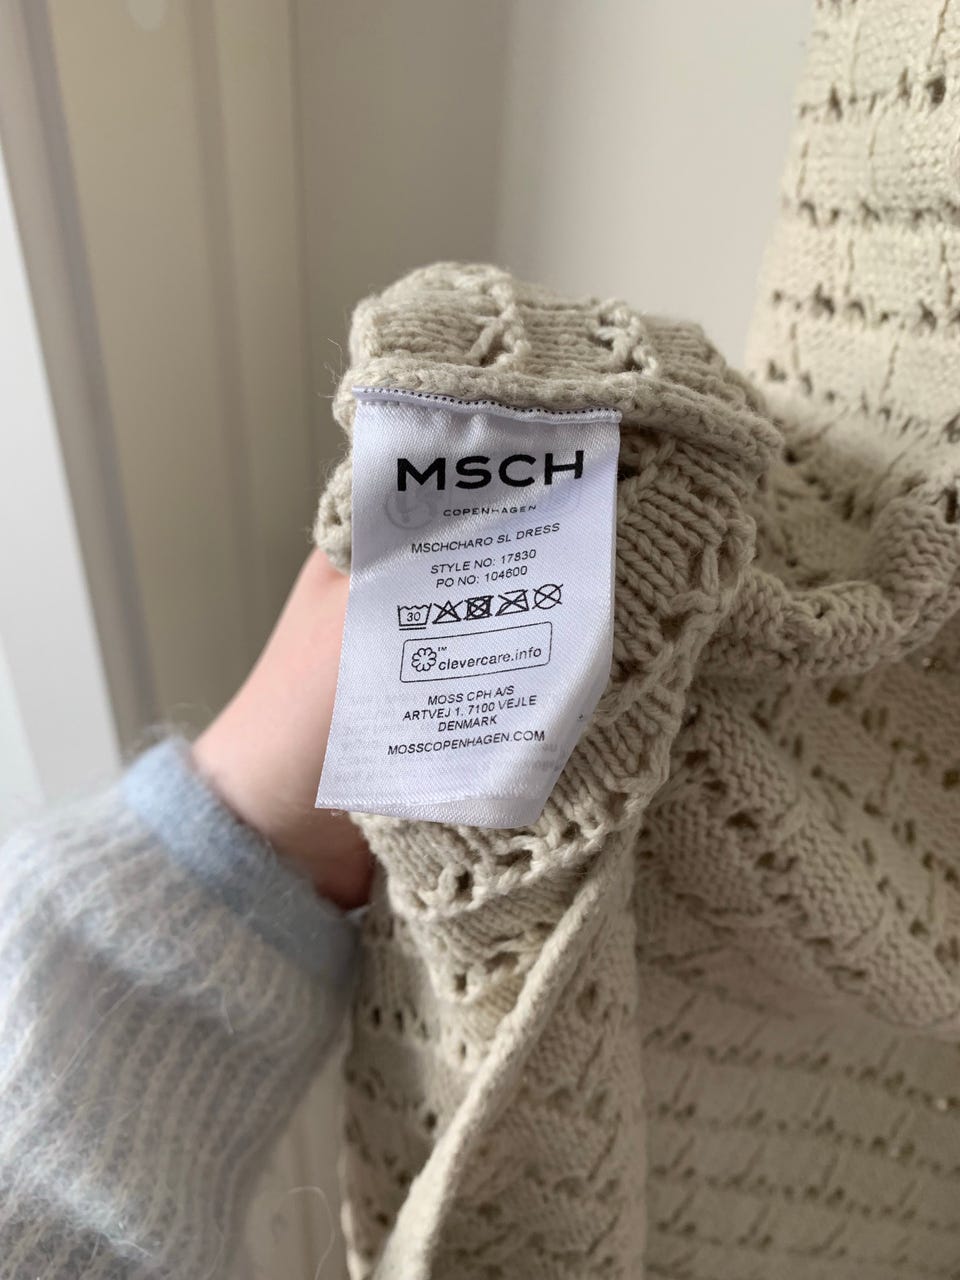 MSCH
COPENHAGEN
MSCHCHARO SL DRESS
STYLE NO: 17830
PO NO: 104600
30
™
clevercare.info
MOSS CPH A/S
ARTVEJ 1, 7100 VEJLE
DENMARK
MOSSCOPENHAGEN.COM